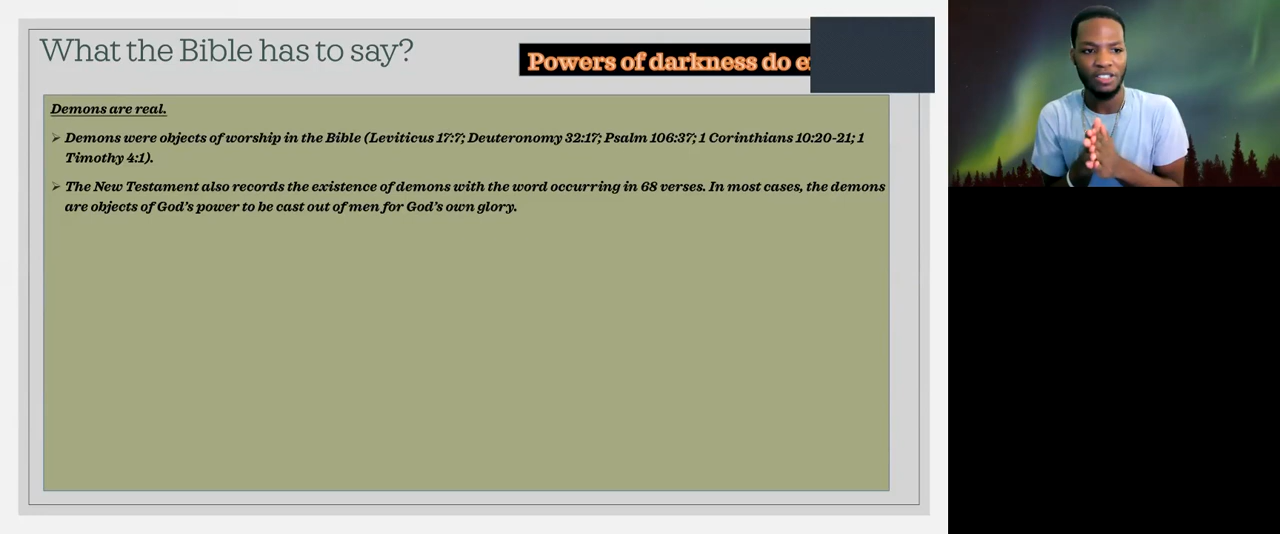 What the Bible has to say?
Powers of darkness do
Demons are real.
➢ Demons were objects of worship in the Bible (Leviticus 17:7; Deuteronomy 32:17; Psalm 106:37; 1 Corinthians 10:20-21; 1
Timothy 4:1).
➢ The New Testament also records the existence of demons with the word occurring in 68 verses. In most cases, the demons
are objects of God's power to be cast out of men for God's own glory.